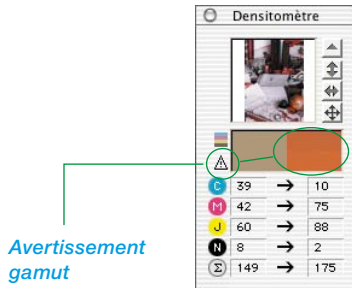 Densitomètre
C 39 → 10
M 42 → 75
J 60 → 88
N 8 → 2
Σ 149 → 175
Avertissement
gamut